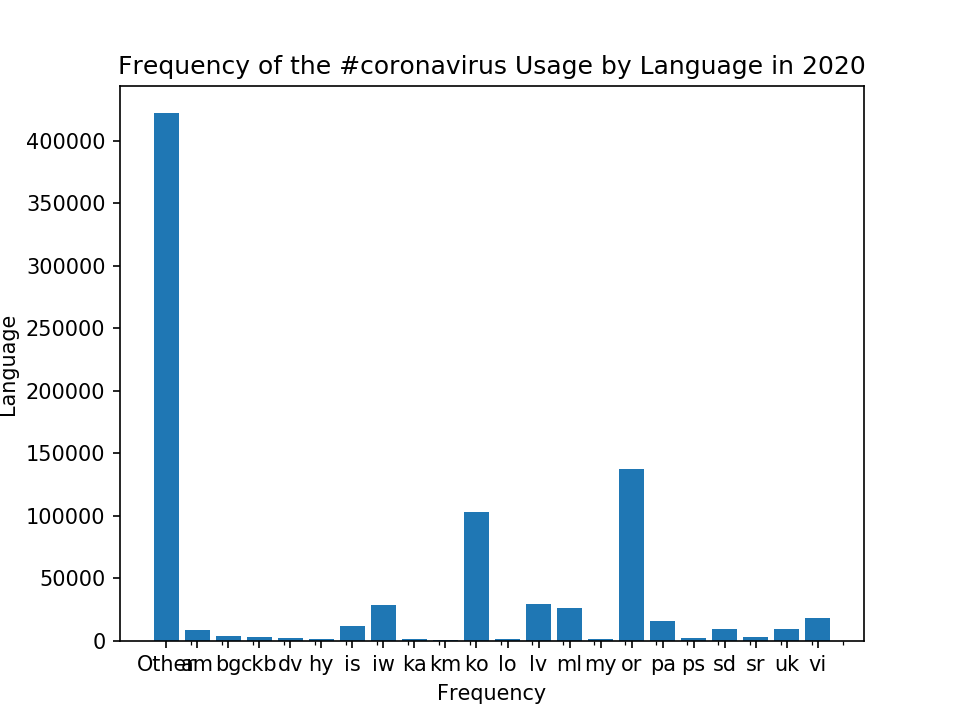 Frequency of the #coronavirus Usage by Language in 2020
400000
350000
300000
250000
200000
150000
100000
50000
0
Language
Other am bg ckb dv hy is iw ka km ko lo lv ml my or pa ps sd sr uk vi
Frequency